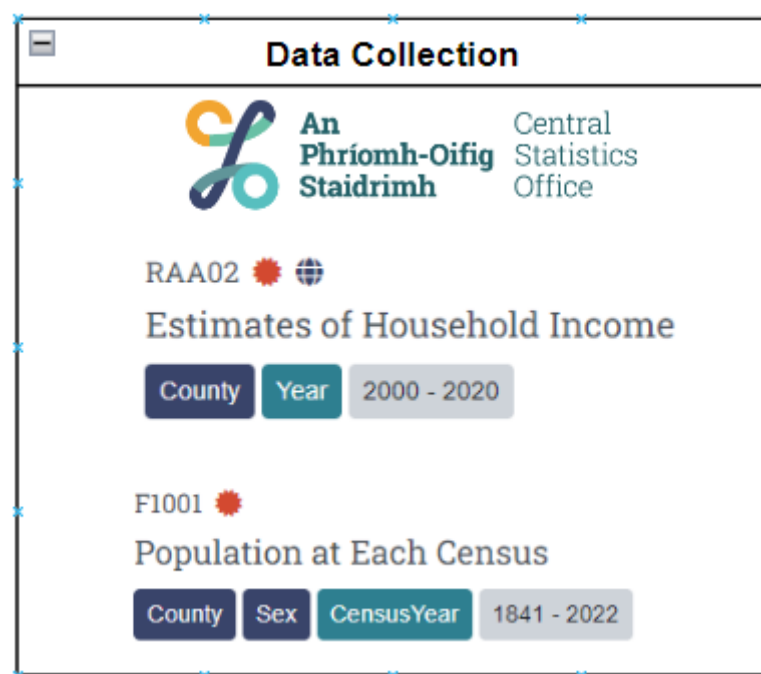 Data Collection
An
Phríomh-Oifig
Staidrimh
Central
Statistics
Office
RAA02
Estimates of Household Income
County Year 2000 - 2020
F1001
Population at Each Census
County Sex CensusYear 1841 - 2022